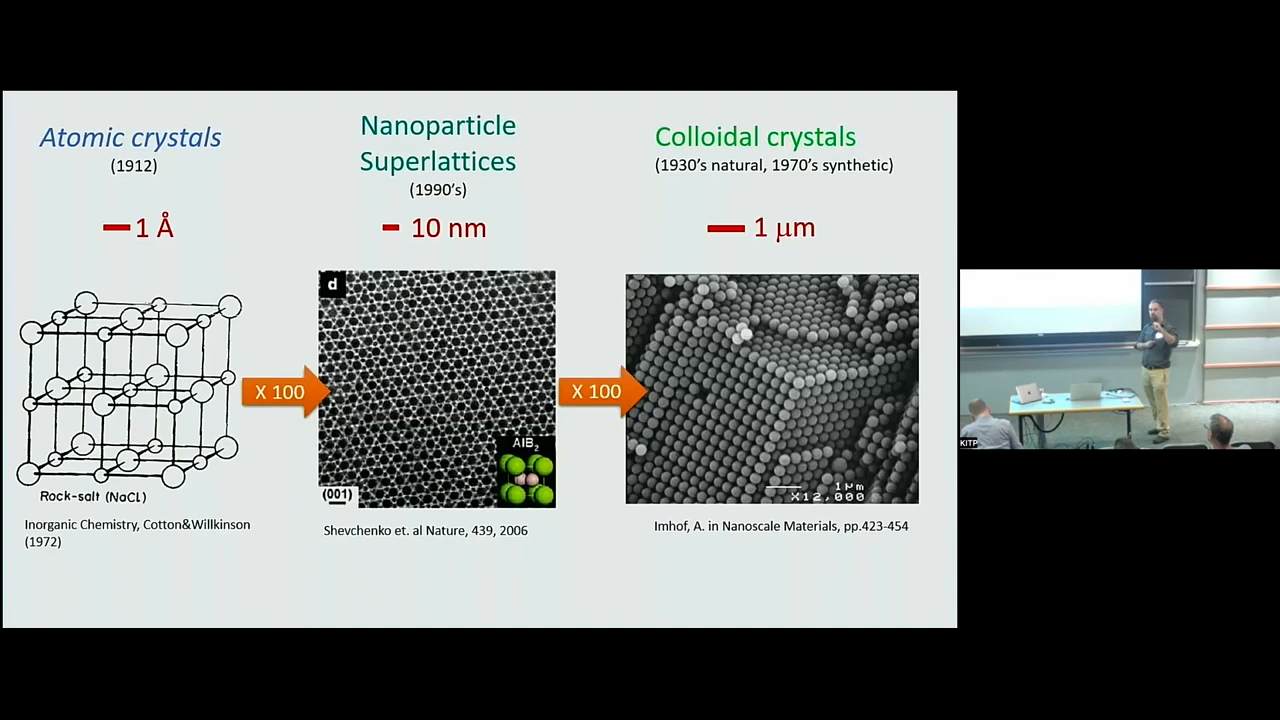 Atomic crystals
(1912)
1 Å
Rock-salt (NaCl)
Inorganic Chemistry, Cotton&Willkinson
(1972)
X 100
Nanoparticle
Superlattices
(1990's)
10 nm
d
AlB2
(001)
Shevchenko et. al Nature, 439, 2006
X 100
Colloidal crystals
(1930's natural, 1970's synthetic)
1 μm
1μm
X12,000
Imhof, A. in Nanoscale Materials, pp.423-454
KITP